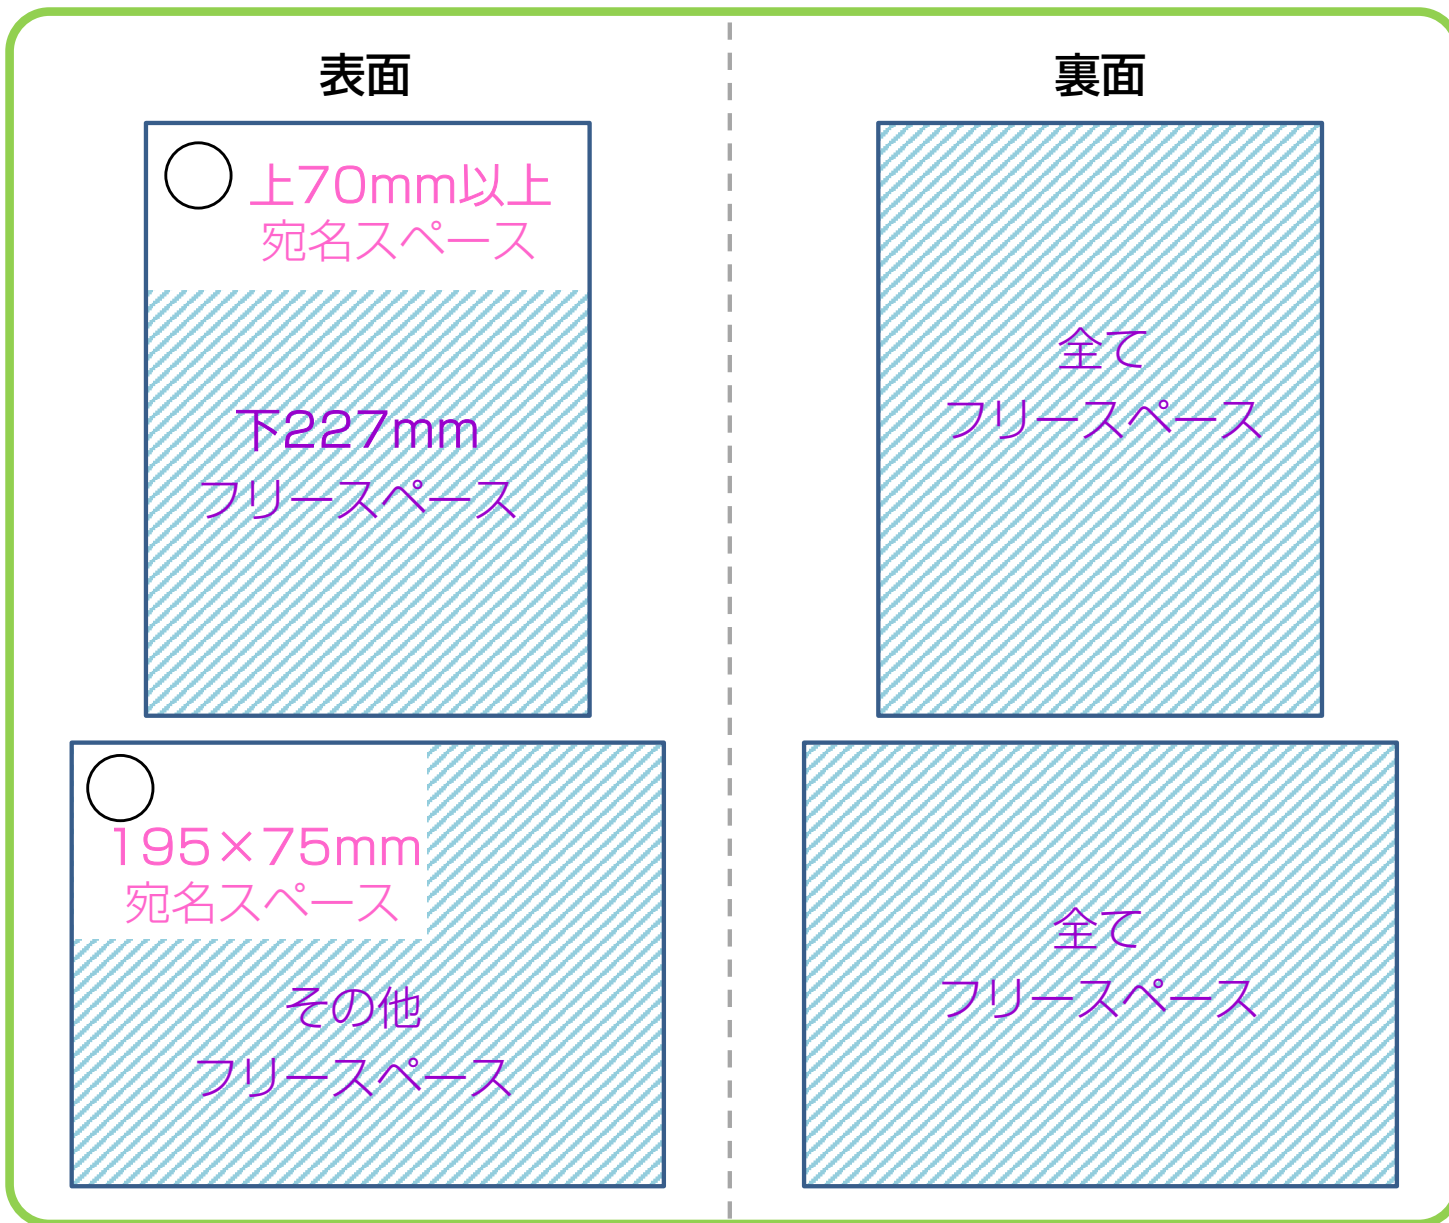 表面
上70mm以上
宛名スペース
下227mm
フリースペース
195×75mm
宛名スペース
その他
フリースペース
裏面
全て
フリースペース
全て
フリースペース